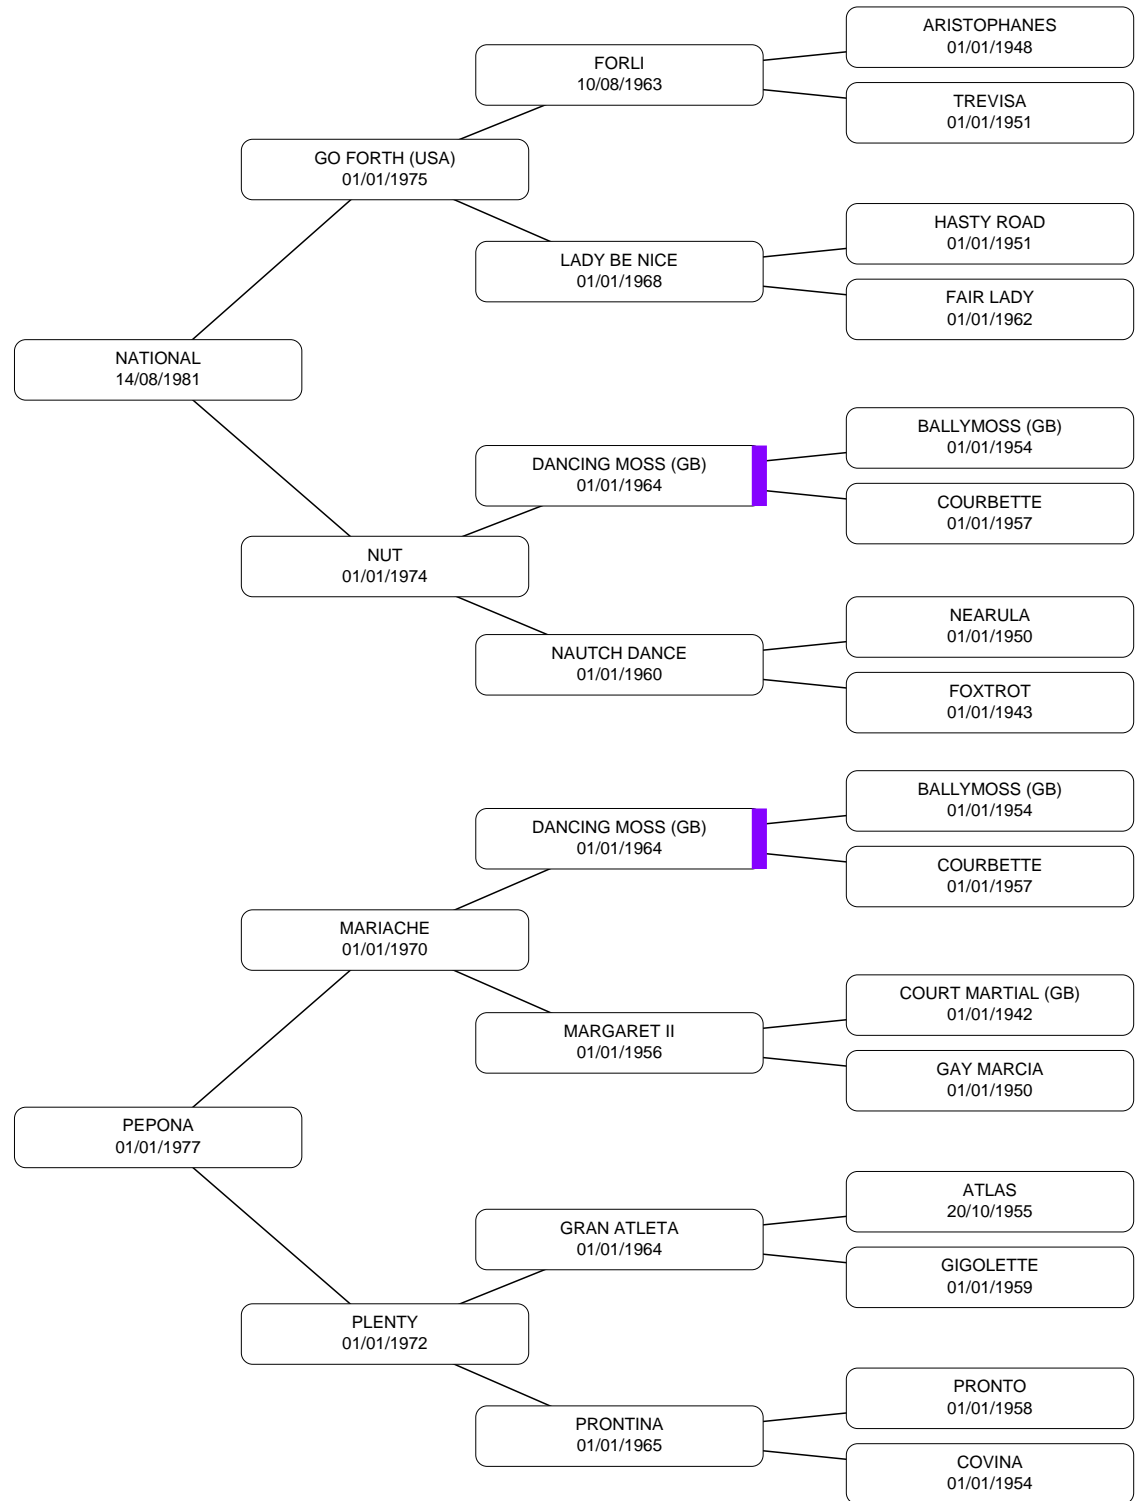 ARISTOPHANES
01/01/1948
FORLI
10/08/1963
TREVISA
01/01/1951
GO FORTH (USA)
01/01/1975
HASTY ROAD
01/01/1951
LADY BE NICE
01/01/1968
FAIR LADY
01/01/1962
NATIONAL
14/08/1981
BALLYMOSS (GB)
01/01/1954
DANCING MOSS (GB)
01/01/1964
COURBETTE
01/01/1957
NUT
01/01/1974
NEARULA
01/01/1950
NAUTCH DANCE
01/01/1960
FOXTROT
01/01/1943
BALLYMOSS (GB)
01/01/1954
DANCING MOSS (GB)
01/01/1964
COURBETTE
01/01/1957
MARIACHE
01/01/1970
COURT MARTIAL (GB)
01/01/1942
MARGARET II
01/01/1956
GAY MARCIA
01/01/1950
PEPONA
01/01/1977
ATLAS
20/10/1955
GRAN ATLETA
01/01/1964
GIGOLETTE
01/01/1959
PLENTY
01/01/1972
PRONTO
01/01/1958
PRONTINA
01/01/1965
COVINA
01/01/1954